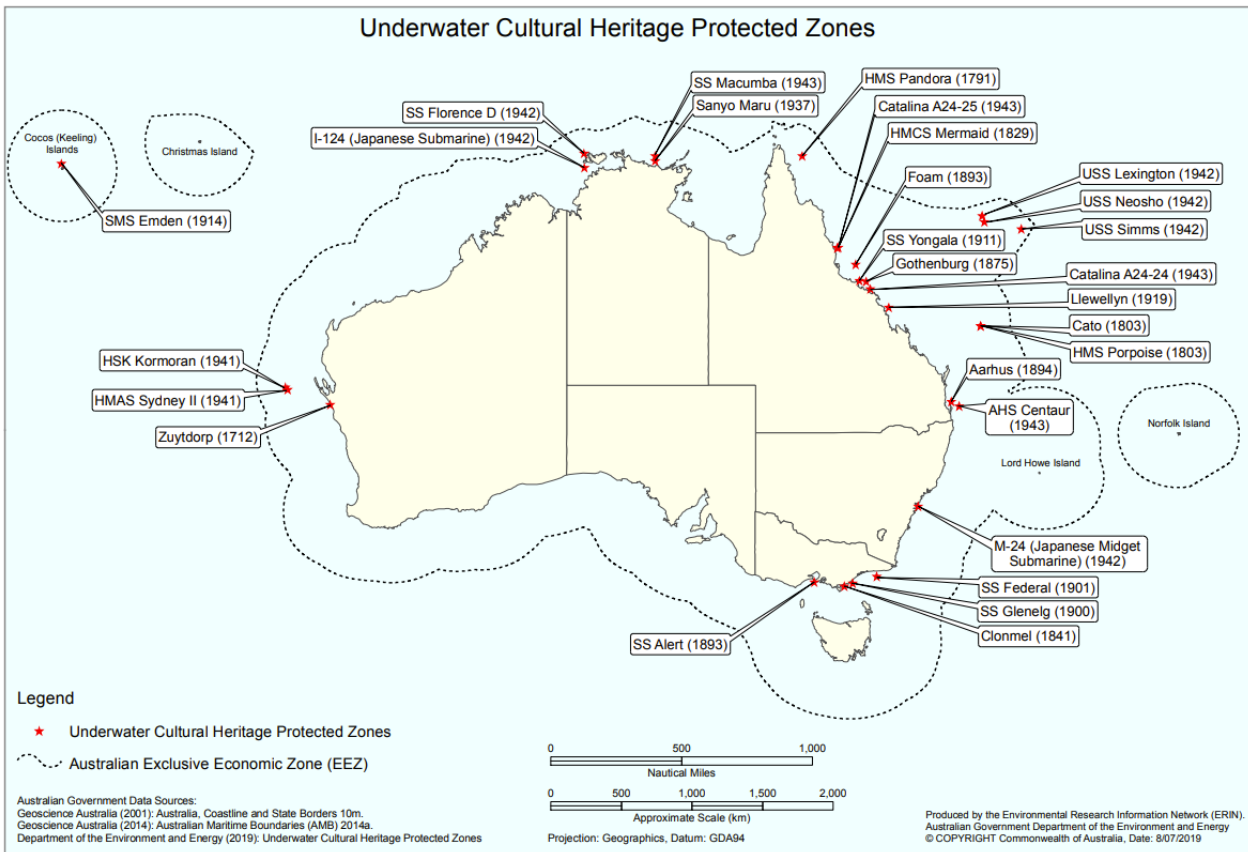 Underwater Cultural Heritage Protected Zones
SS Macumba (1943)
HMS Pandora (1791)
SS Florence D (1942)
Sanyo Maru (1937)
Catalina A24-25 (1943)
I-124 (Japanese Submarine) (1942)
HMCS Mermaid (1829)
Cocos (Keeling)
Islands
Christmas Island
Foam (1893)
USS Lexington (1942)
USS Neosho (1942)
SMS Emden (1914)
USS Simms (1942)
SS Yongala (1911)
Gothenburg (1875)
Catalina A24-24 (1943)
Llewellyn (1919)
Cato (1803)
HMS Porpoise (1803)
HSK Kormoran (1941)
Aarhus (1894)
HMAS Sydney II (1941)
AHS Centaur
(1943)
Zuytdorp (1712)
Norfolk Island
Lord Howe Island
M-24 (Japanese Midget
Submarine) (1942)
SS Federal (1901)
SS Glenelg (1900)
SS Alert (1893)
Clonmel (1841)
Legend
Underwater Cultural Heritage Protected Zones
Australian Exclusive Economic Zone (EEZ)
0 500 1,000
Nautical Miles
0 500 1,000 1,500 2,000
Approximate Scale (km)
Australian Government Data Sources:
Geoscience Australia (2001): Australia, Coastline and State Borders 10m.
Geoscience Australia (2014): Australian Maritime Boundaries (AMB) 2014a.
Department of the Environment and Energy (2019): Underwater Cultural Heritage Protected Zones
Projection: Geographics, Datum: GDA94
Produced by the Environmental Research Information Network (ERIN).
Australian Government Department of the Environment and Energy
© COPYRIGHT Commonwealth of Australia, Date: 8/07/2019